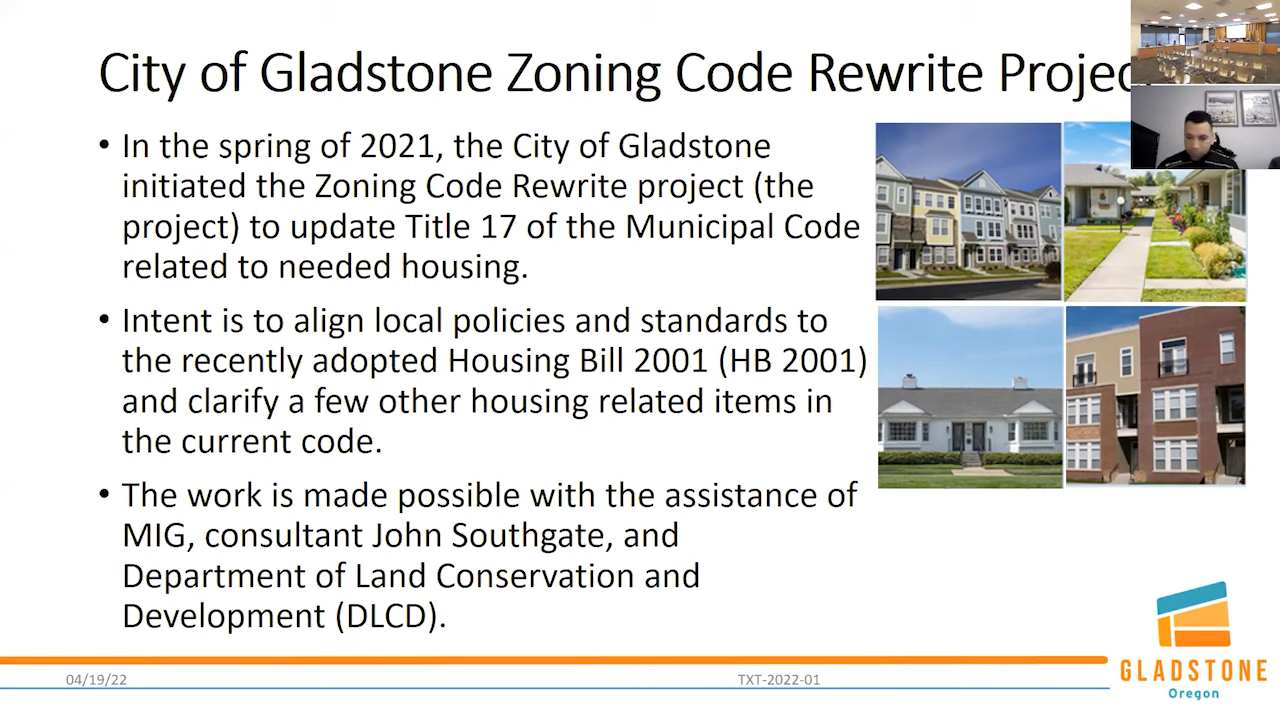 City of Gladstone Zoning Code Rewrite Projec
• In the spring of 2021, the City of Gladstone
initiated the Zoning Code Rewrite project (the
project) to update Title 17 of the Municipal Code
related to needed housing.
• Intent is to align local policies and standards to
the recently adopted Housing Bill 2001 (HB 2001)
and clarify a few other housing related items in
the current code.
• The work is made possible with the assistance of
MIG, consultant John Southgate, and
Department of Land Conservation and
Development (DLCD).
04/19/22
TXT-2022-01
GLADSTONE
Oregon